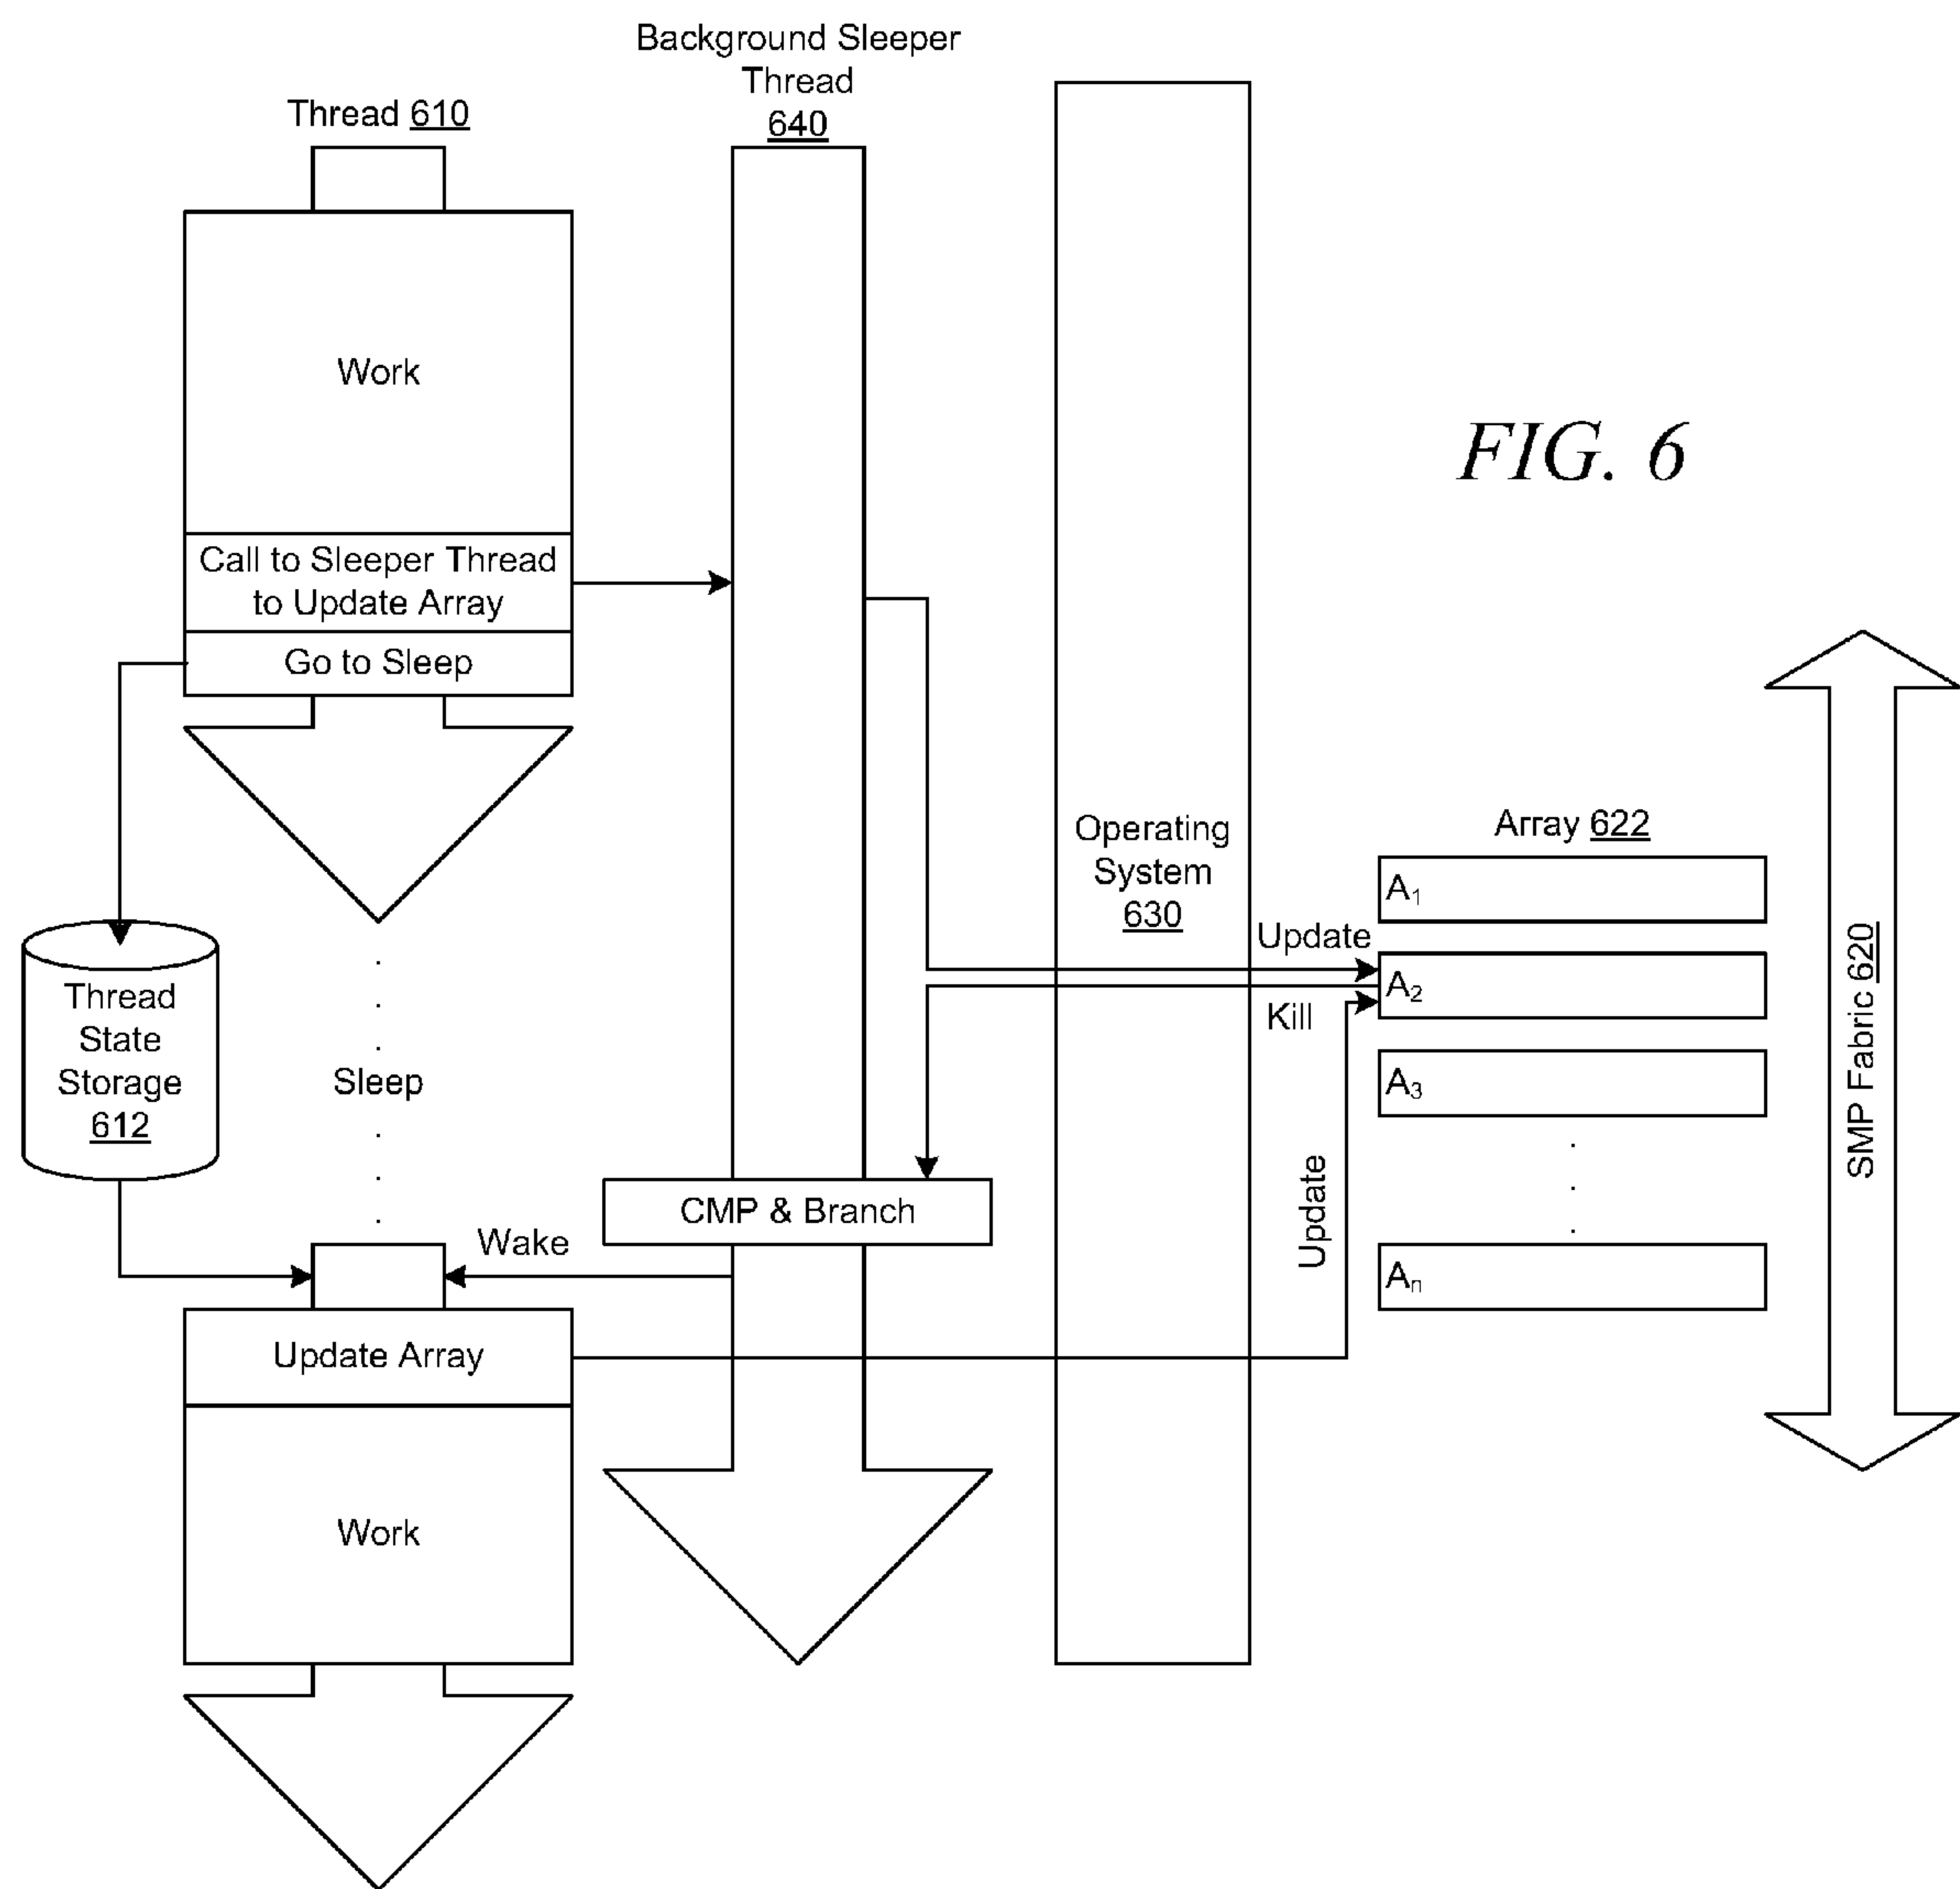 Background Sleeper
Thread
640
Thread 610
Work
FIG. 6
Call to Sleeper Thread
to Update Array
Go to Sleep
Operating
System
630
Array 622
A1
Update
A2
Kill
A3
An
SMP Fabric 620
Thread
State
Storage
612
Sleep
CMP & Branch
Wake
Update
Update Array
Work